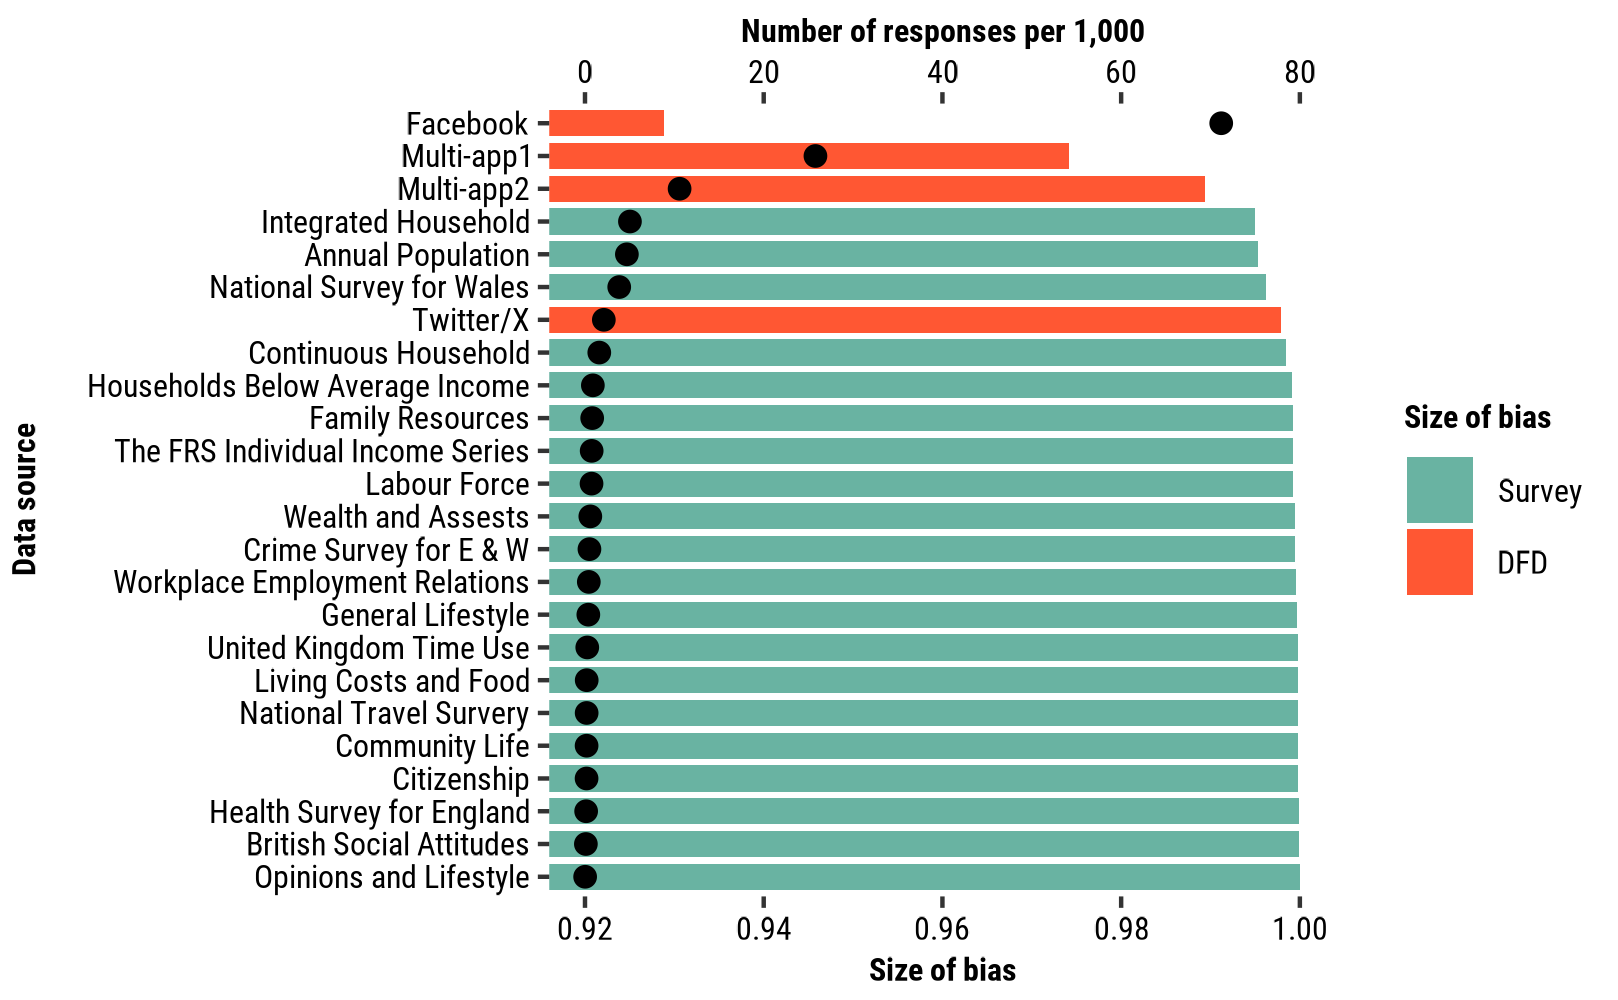 Number of responses per 1,000
0 20 40 60 80
Facebook
Multi-app1
Multi-app2
Integrated Household
Annual Population
National Survey for Wales
Twitter/X
Continuous Household
Households Below Average Income
Family Resources
The FRS Individual Income Series
Labour Force
Wealth and Assests
Crime Survey for E & W
Workplace Employment Relations
General Lifestyle
United Kingdom Time Use
Living Costs and Food
National Travel Survery
Community Life
Citizenship
Health Survey for England
British Social Attitudes
Opinions and Lifestyle
Data source
0.92 0.94 0.96 0.98 1.00
Size of bias
Size of bias
Survey
DFD